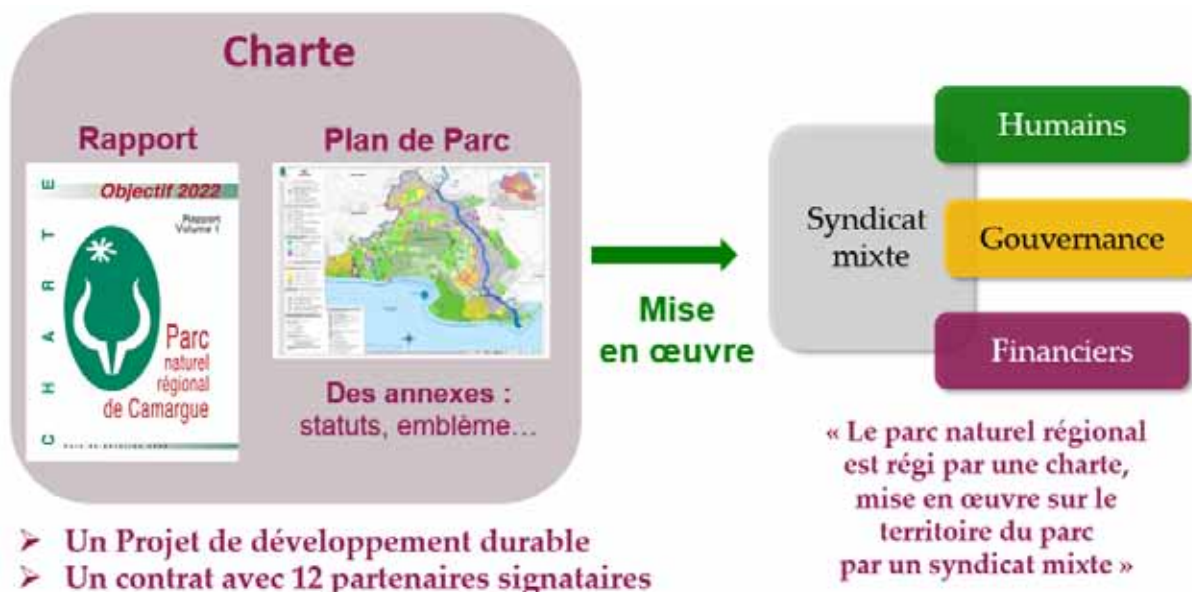 Charte
Rapport
CHARTE
Objectif 2022
Rapport
Volume 1
Parc
naturel
régional
de Camargue
Plan de Parc
Des annexes :
statuts, emblème…
Mise
en œuvre
Syndicat
mixte
Humains
Gouvernance
Financiers
« Le parc naturel régional
est régi par une charte,
mise en œuvre sur le
territoire du parc
par un syndicat mixte »
➢ Un Projet de développement durable
➢ Un contrat avec 12 partenaires signataires